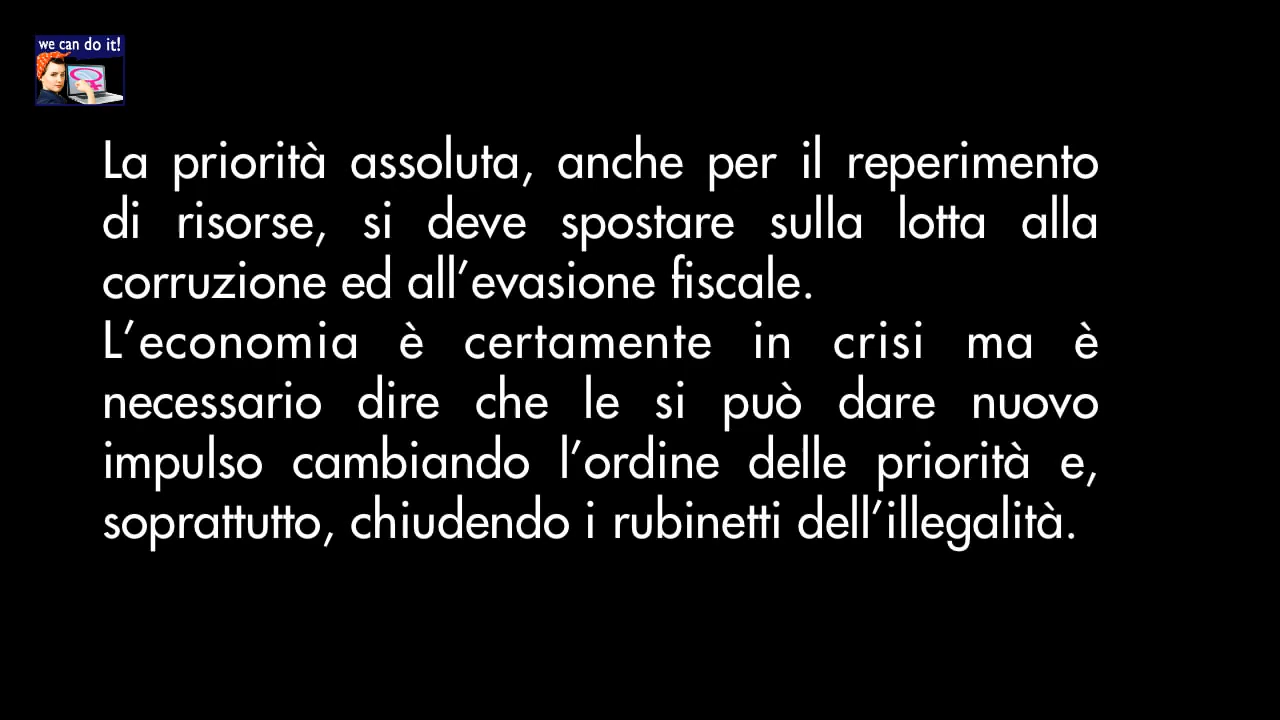 we can do it!
La priorità assoluta, anche per il reperimento
di risorse, si deve spostare sulla lotta alla
corruzione ed all’evasione fiscale.
L’economia è certamente in crisi ma è
necessario dire che le si può dare nuovo
impulso cambiando l’ordine delle priorità e,
soprattutto, chiudendo i rubinetti dell’illegalità.